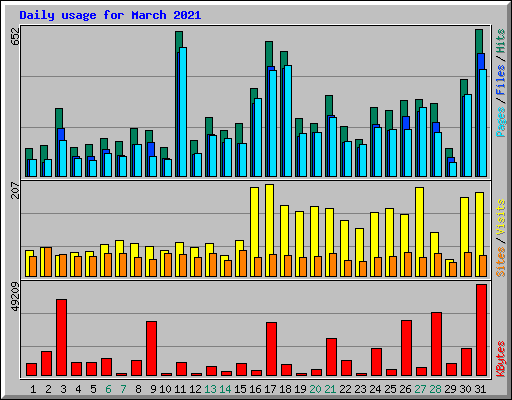 Daily usage for March 2021
652
Pages / Files / Hits
207
Sites / Visits
49209
KBytes
1 2 3 4 5 6 7 8 9 10 11 12 13 14 15 16 17 18 19 20 21 22 23 24 25 26 27 28 29 30 31